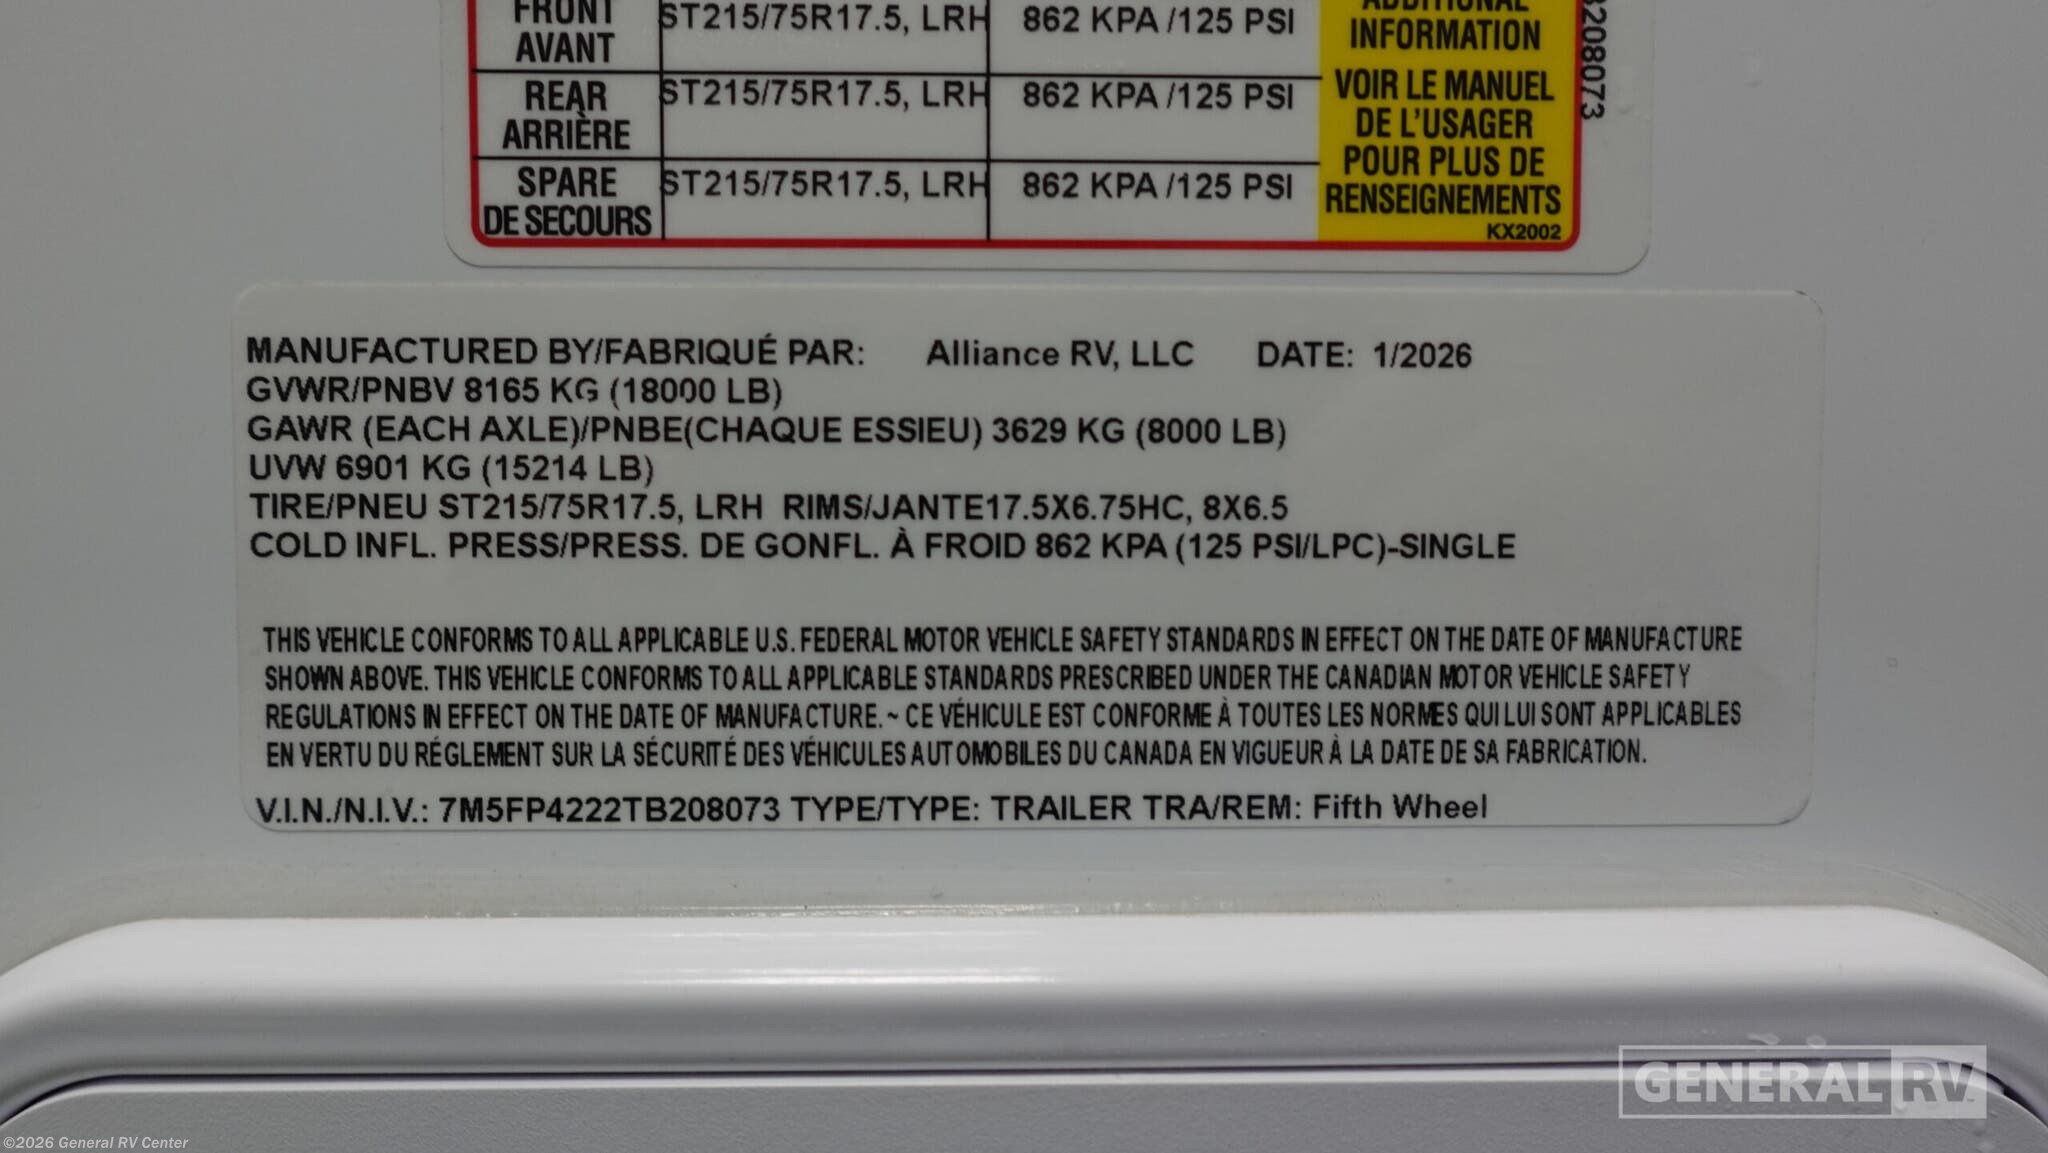 FRONT ST215/75R17.5, LRH 862 KPA /125 PSI ADDITIONAL
AVANT INFORMATION
REAR ST215/75R17.5, LRH 862 KPA /125 PSI VOIR LE MANUEL
ARRIÈRE DE L'USAGER
SPARE ST215/75R17.5, LRH 862 KPA /125 PSI POUR PLUS DE
DE SECOURS RENSEIGNEMENTS
KX2002
208073
MANUFACTURED BY/FABRIQUÉ PAR: Alliance RV, LLC DATE: 1/2026
GVWR/PNBV 8165 KG (18000 LB)
GAWR (EACH AXLE)/PNBE(CHAQUE ESSIEU) 3629 KG (8000 LB)
UVW 6901 KG (15214 LB)
TIRE/PNEU ST215/75R17.5, LRH RIMS/JANTE17.5X6.75HC, 8X6.5
COLD INFL. PRESS/PRESS. DE GONFL. À FROID 862 KPA (125 PSI/LPC)-SINGLE
THIS VEHICLE CONFORMS TO ALL APPLICABLE U.S. FEDERAL MOTOR VEHICLE SAFETY STANDARDS IN EFFECT ON THE DATE OF MANUFACTURE
SHOWN ABOVE. THIS VEHICLE CONFORMS TO ALL APPLICABLE STANDARDS PRESCRIBED UNDER THE CANADIAN MOTOR VEHICLE SAFETY
REGULATIONS IN EFFECT ON THE DATE OF MANUFACTURE. ~ CE VÉHICULE EST CONFORME À TOUTES LES NORMES QUI LUI SONT APPLICABLES
EN VERTU DU RÉGLEMENT SUR LA SÉCURITÉ DES VÉHICULES AUTOMOBILES DU CANADA EN VIGUEUR À LA DATE DE SA FABRICATION.
V.I.N./N.I.V.: 7M5FP4222TB208073 TYPE/TYPE: TRAILER TRA/REM: Fifth Wheel
GENERAL RV
©2026 General RV Center